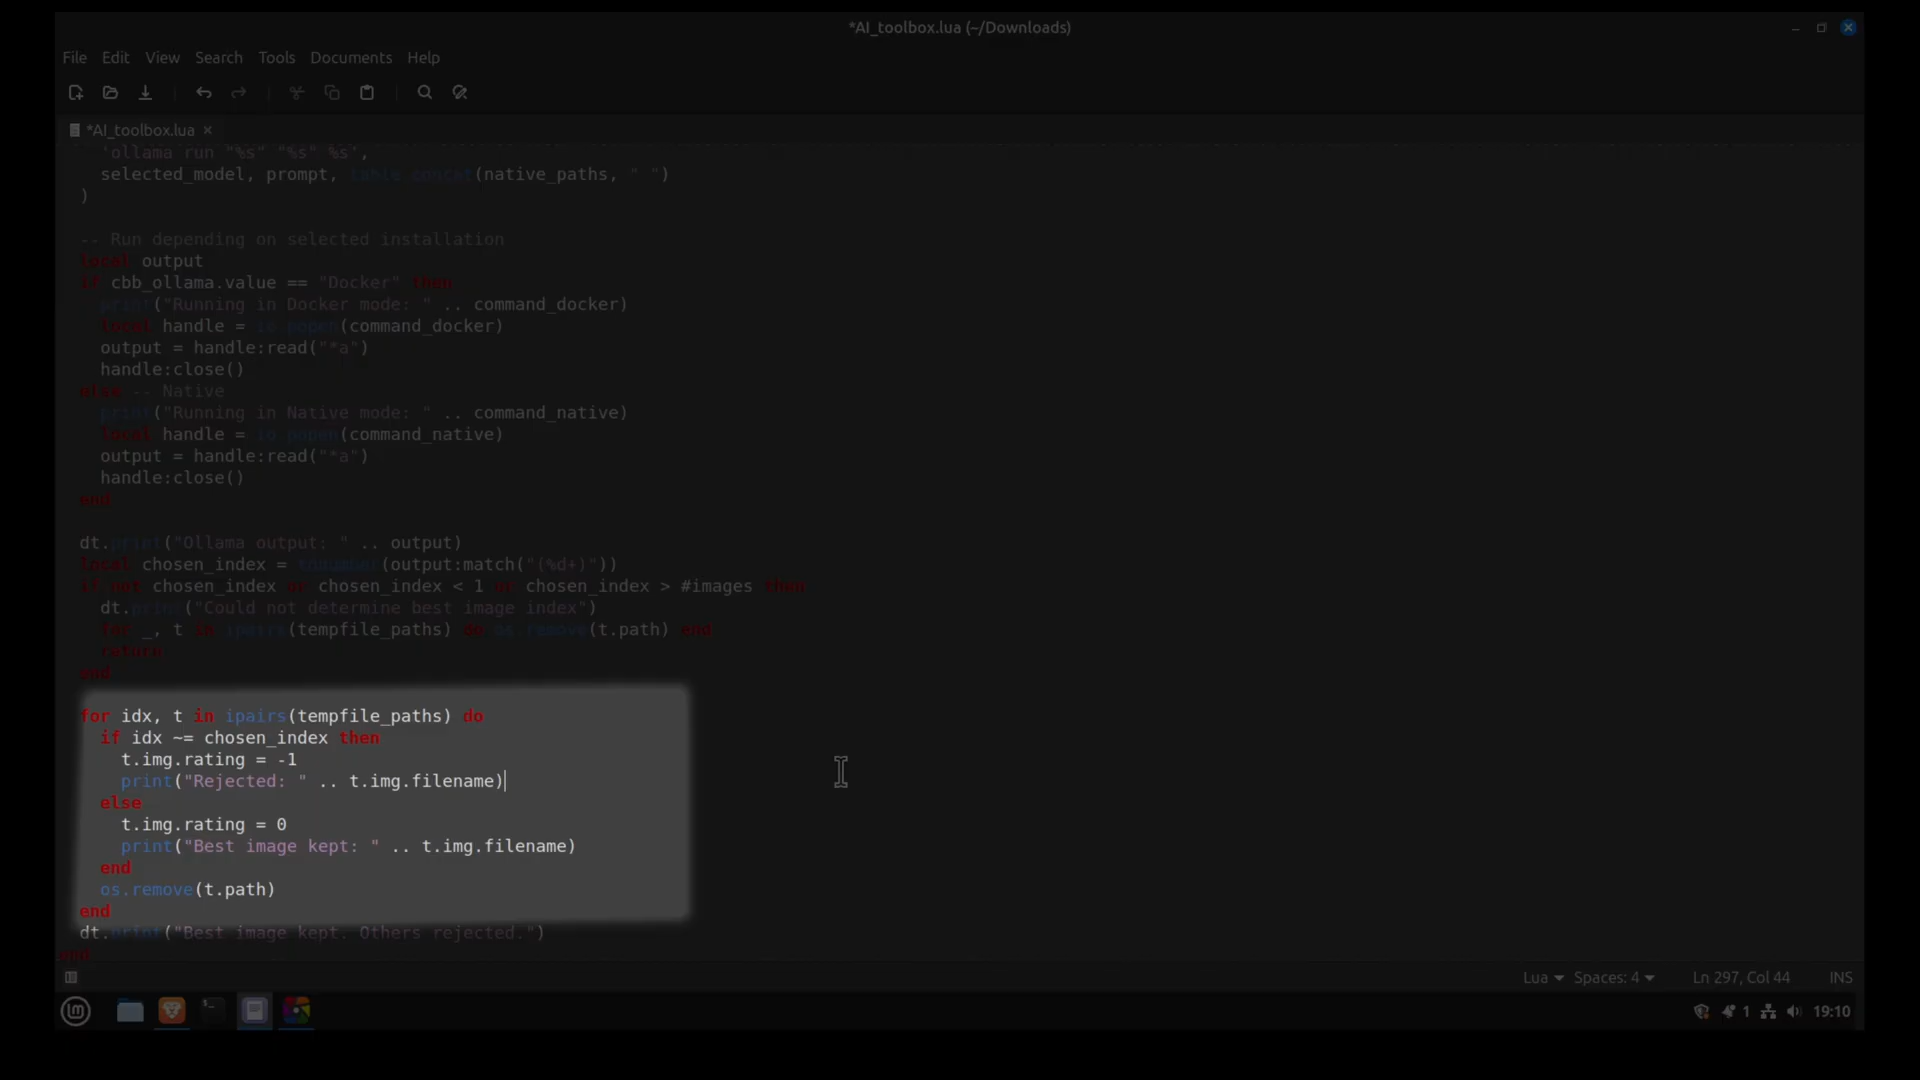 *AI_toolbox.lua (~/Downloads)
File Edit View Search Tools Documents Help
*AI_toolbox.lua
'ollama run "%s" "%s" %s',
selected_model, prompt, table.concat(native_paths, " ")
)
-- Run depending on selected installation
local output
if cbb_ollama.value == "Docker" then
print("Running in Docker mode: " .. command_docker)
local handle = io.popen(command_docker)
output = handle:read("*a")
handle:close()
else -- Native
print("Running in Native mode: " .. command_native)
local handle = io.popen(command_native)
output = handle:read("*a")
handle:close()
end
dt.print("Ollama output: " .. output)
local chosen_index = tonumber(output:match("(%d+)"))
if not chosen_index or chosen_index < 1 or chosen_index > #images then
dt.print("Could not determine best image index")
for _, t in ipairs(tempfile_paths) do os.remove(t.path) end
return
end
for idx, t in ipairs(tempfile_paths) do
if idx ~= chosen_index then
t.img.rating = -1
print("Rejected: " .. t.img.filename)
else
t.img.rating = 0
print("Best image kept: " .. t.img.filename)
end
os.remove(t.path)
end
dt.print("Best image kept. Others rejected.")
end
Lua Spaces: 4 Ln 297, Col 44 INS
1 19:10